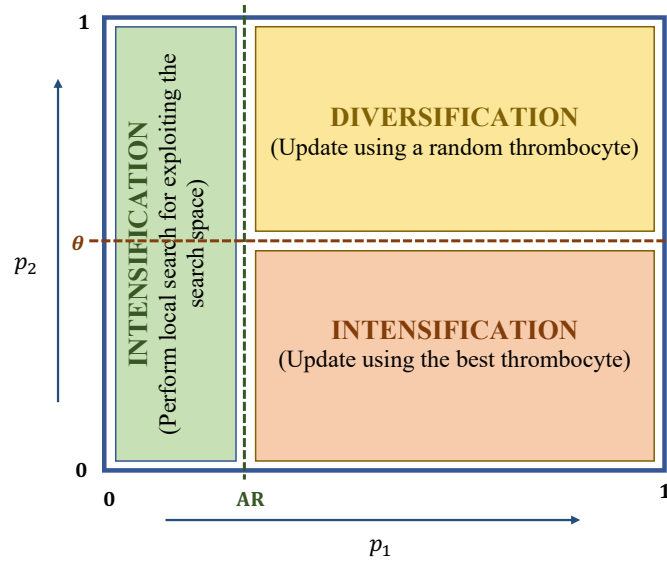 1
INTENSIFICATION
(Perform local search for exploiting the
search space)
DIVERSIFICATION
(Update using a random thrombocyte)
θ
p₂
INTENSIFICATION
(Update using the best thrombocyte)
0
0
AR
1
p₁